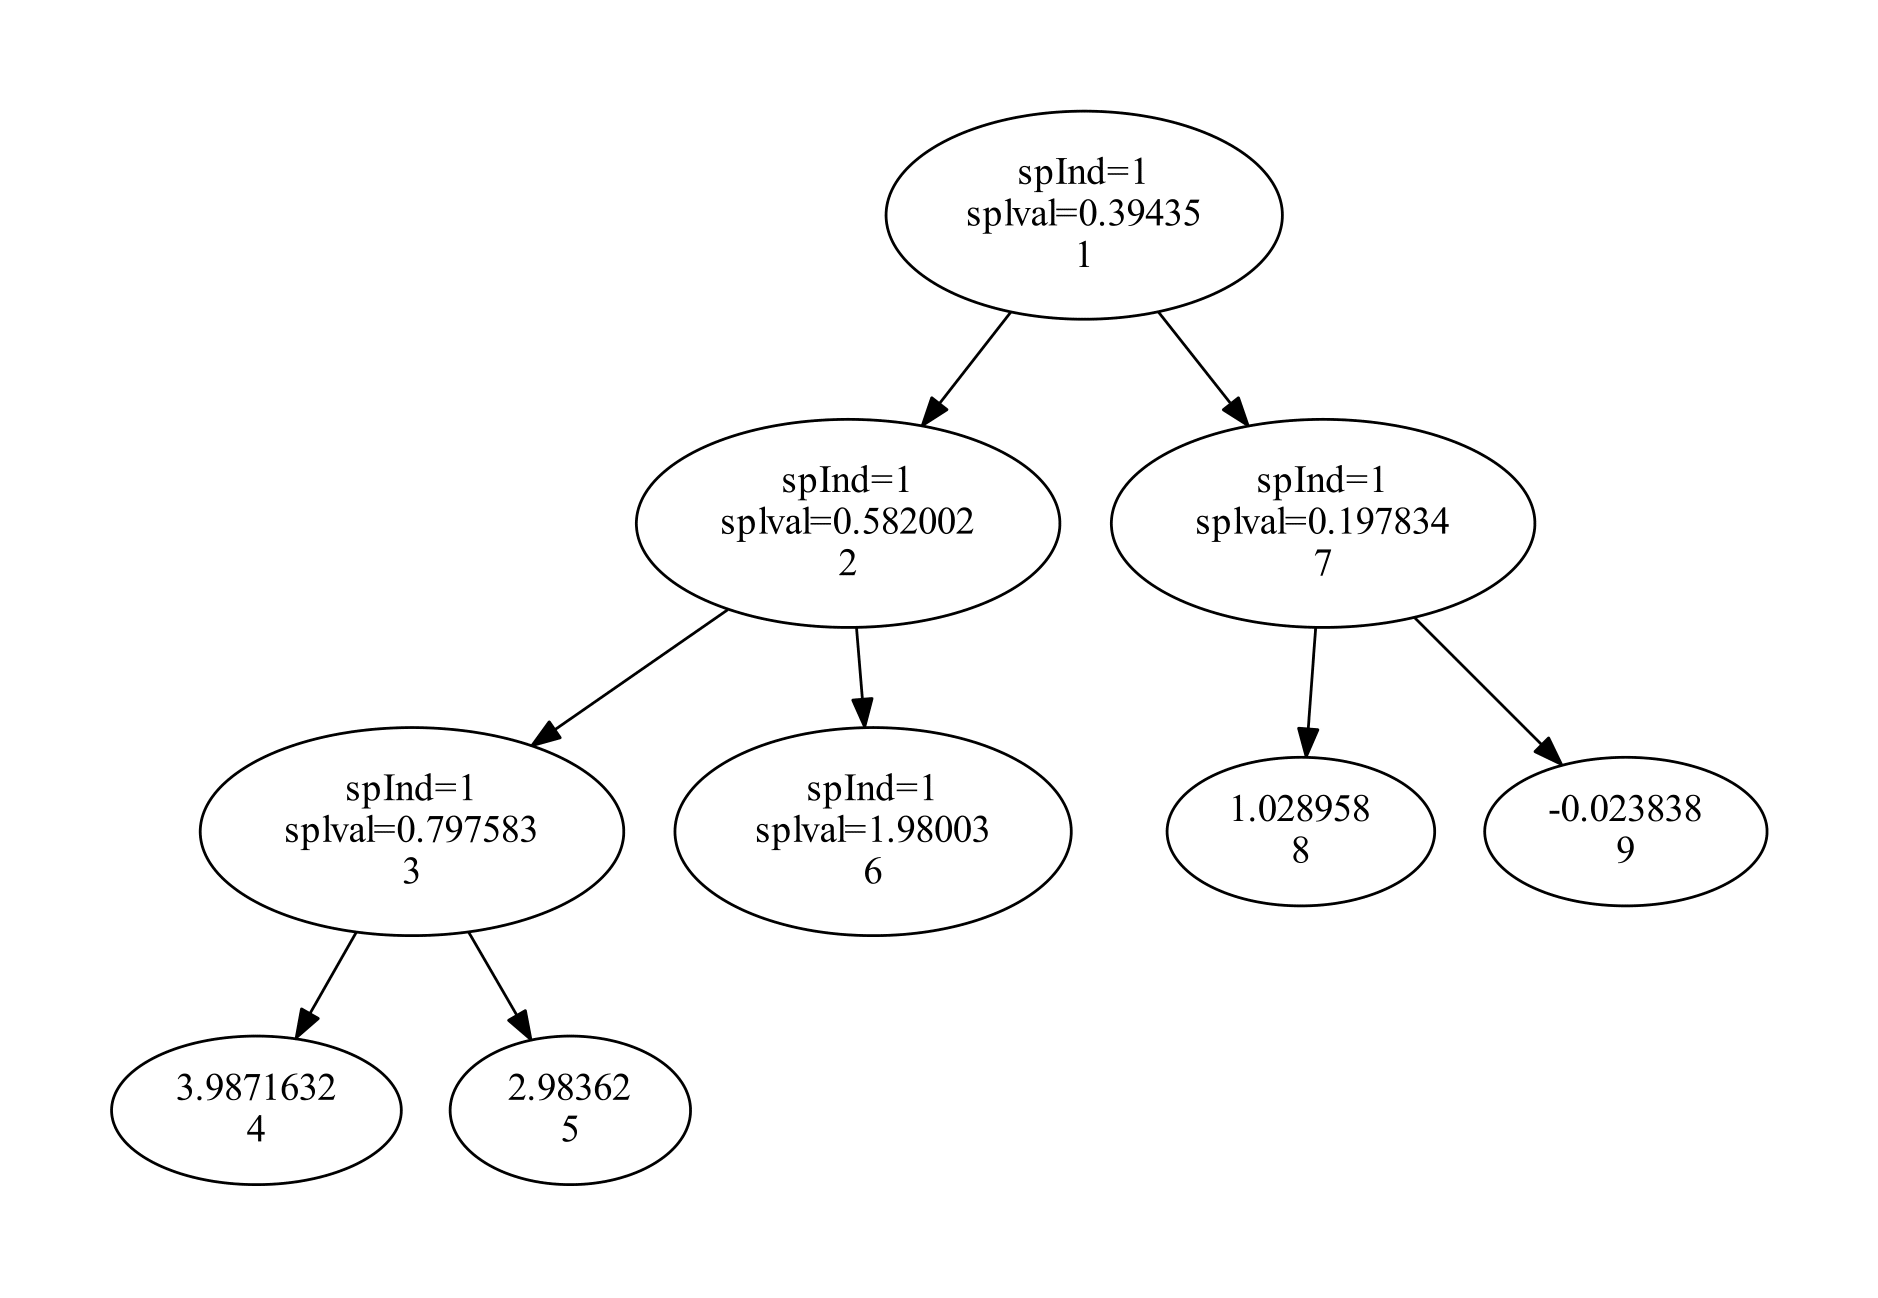 spInd=1
splval=0.39435
1
spInd=1
splval=0.582002
2
spInd=1
splval=0.197834
7
spInd=1
splval=0.797583
3
spInd=1
splval=1.98003
6
1.028958
8
-0.023838
9
3.9871632
4
2.98362
5